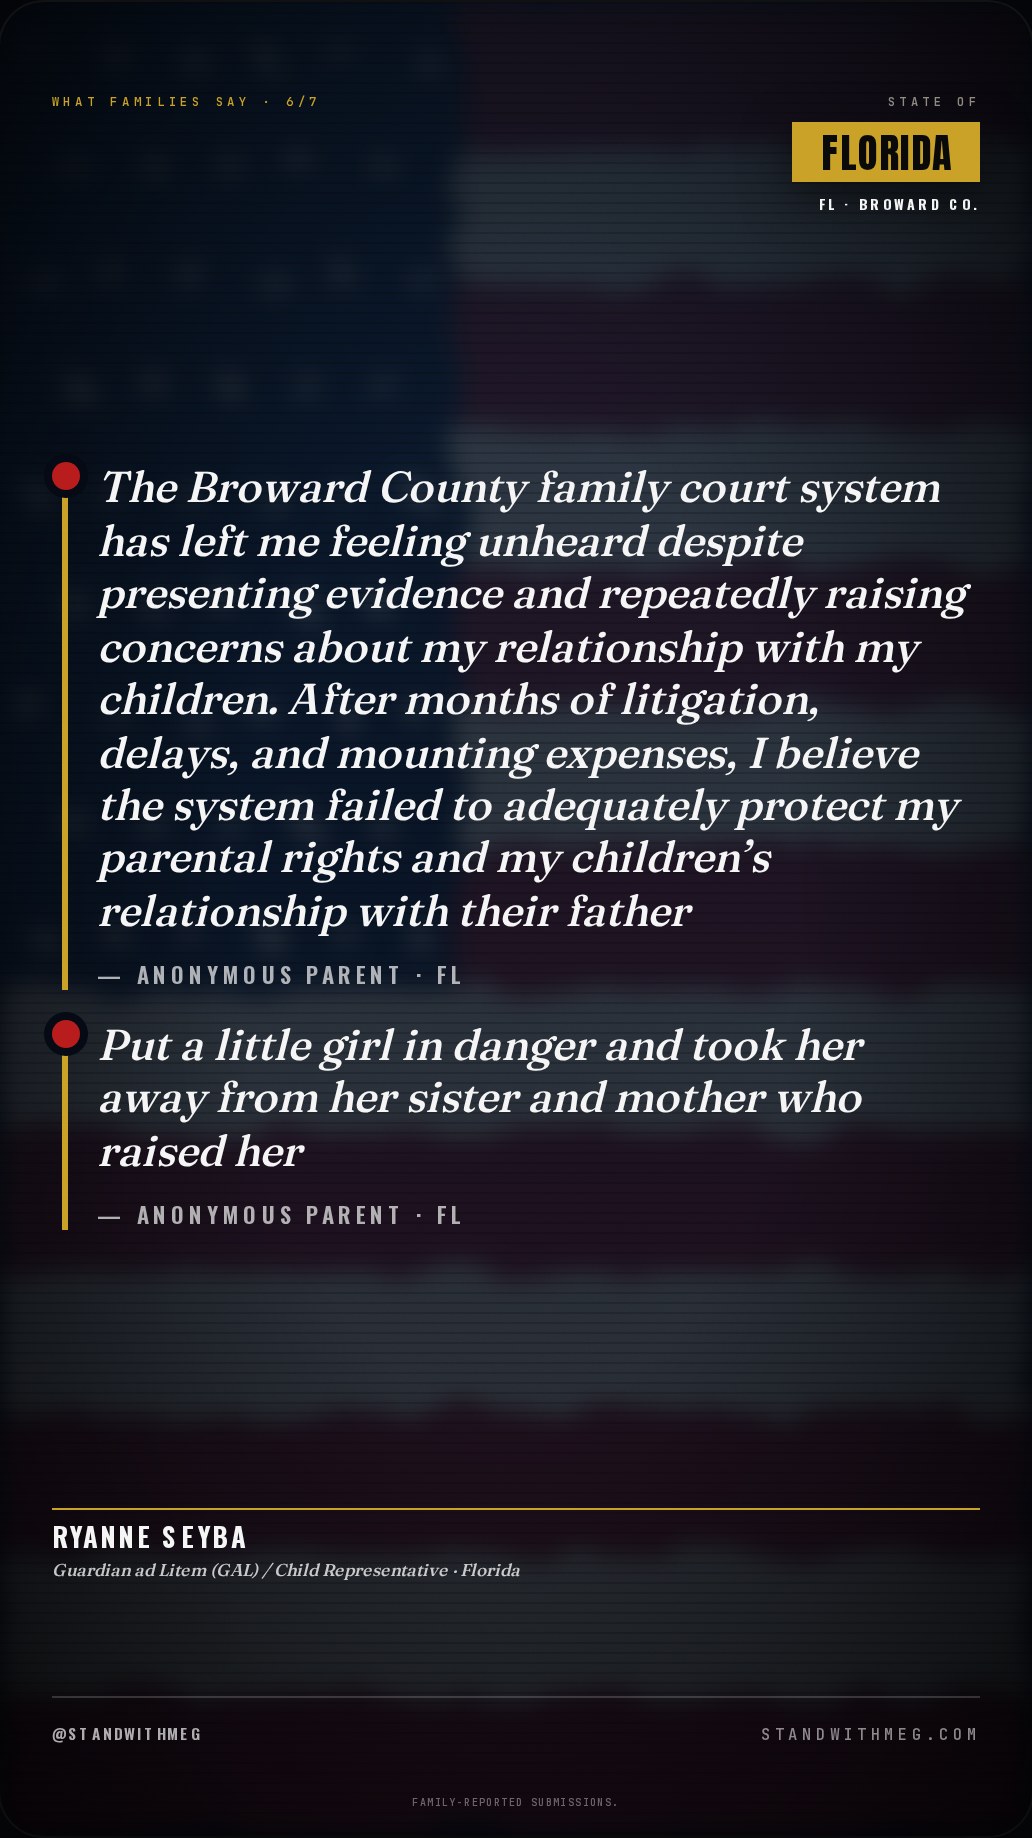 WHAT FAMILIES SAY · 6/7
STATE OF
FLORIDA
FL · BROWARD CO.
The Broward County family court system
has left me feeling unheard despite
presenting evidence and repeatedly raising
concerns about my relationship with my
children. After months of litigation,
delays, and mounting expenses, I believe
the system failed to adequately protect my
parental rights and my children’s
relationship with their father
— ANONYMOUS PARENT · FL
Put a little girl in danger and took her
away from her sister and mother who
raised her
— ANONYMOUS PARENT · FL
RYANNE SEYBA
Guardian ad Litem (GAL) / Child Representative · Florida
@STANDWITHMEG
STANDWITHMEG.COM
FAMILY-REPORTED SUBMISSIONS.